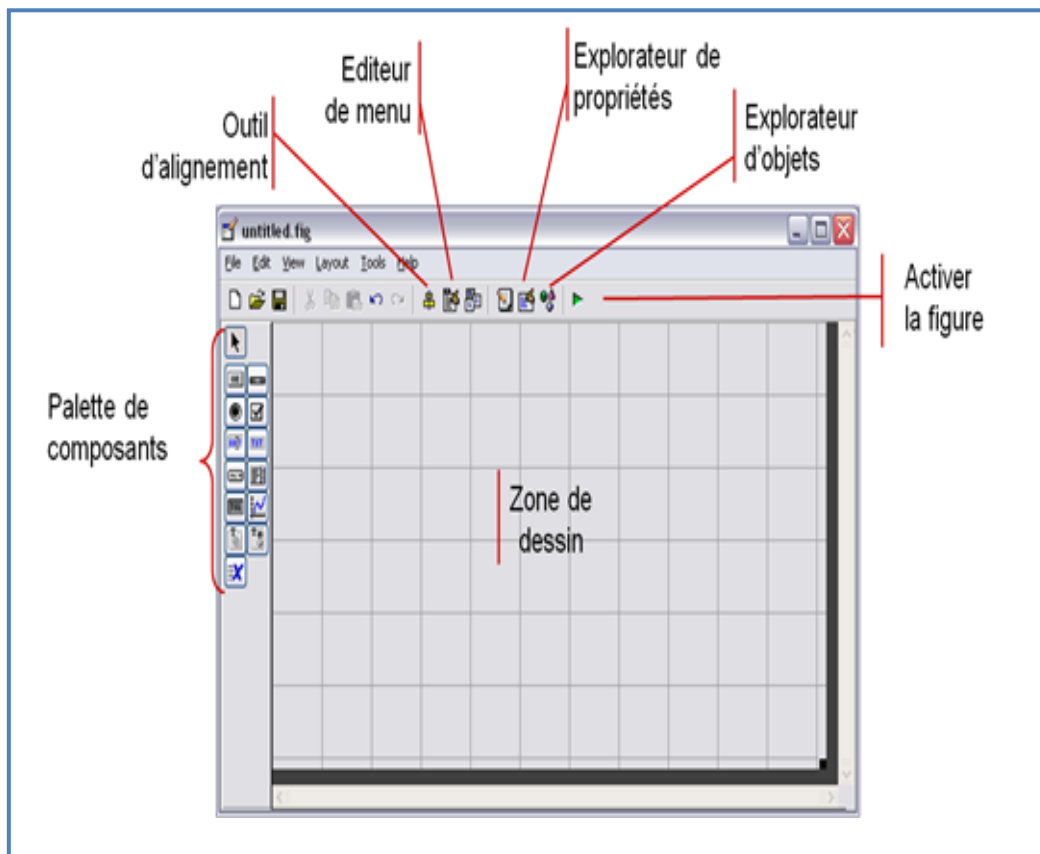 Editeur
de menu
Explorateur de
propriétés
Outil
d'alignement
Explorateur
d'objets
untitled.fig
File Edit View Layout Tools Help
Activer
la figure
Palette de
composants
Zone de
dessin